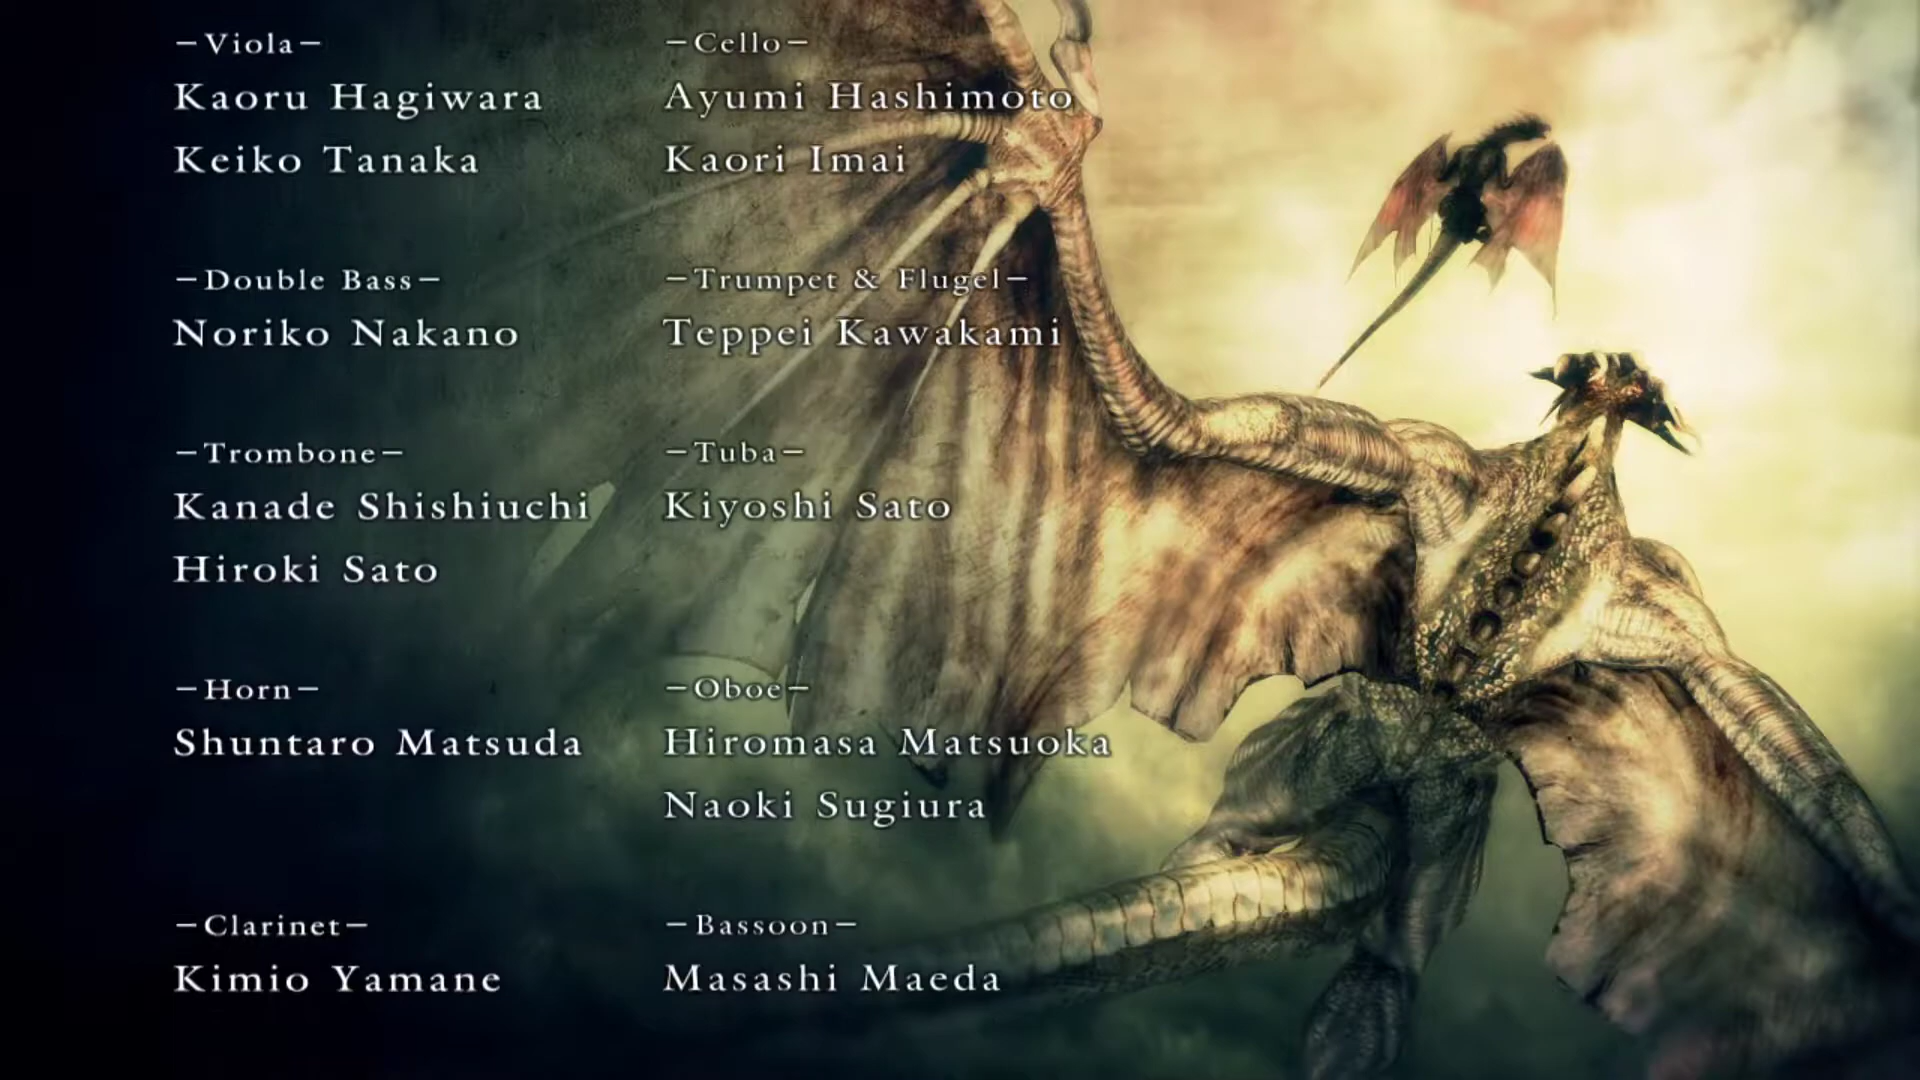 —Viola—
Kaoru Hagiwara
Keiko Tanaka
—Cello—
Ayumi Hashimoto
Kaori Imai
—Double Bass—
Noriko Nakano
—Trumpet & Flugel—
Teppei Kawakami
—Trombone—
Kanade Shishiuchi
Hiroki Sato
—Tuba—
Kiyoshi Sato
—Horn—
Shuntaro Matsuda
—Oboe—
Hiromasa Matsuoka
Naoki Sugiura
—Clarinet—
Kimio Yamane
—Bassoon—
Masashi Maeda